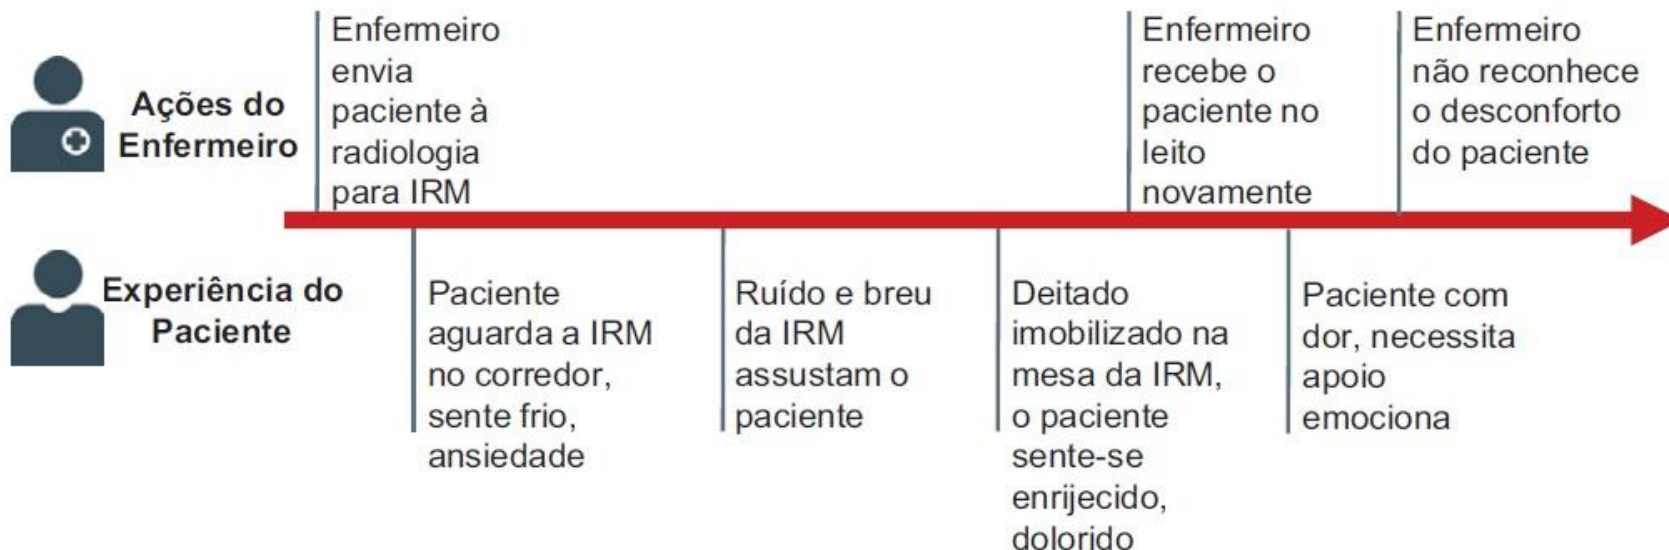 Ações do
Enfermeiro
Enfermeiro
envia
paciente à
radiologia
para IRM
Enfermeiro
recebe o
paciente no
leito
novamente
Enfermeiro
não reconhece
o desconforto
do paciente
Experiência do
Paciente
Paciente
aguarda a IRM
no corredor,
sente frio,
ansiedade
Ruído e breu
da IRM
assustam o
paciente
Deitado
imobilizado na
mesa da IRM,
o paciente
sente-se
enrijecido,
dolorido
Paciente com
dor, necessita
apoio
emociona